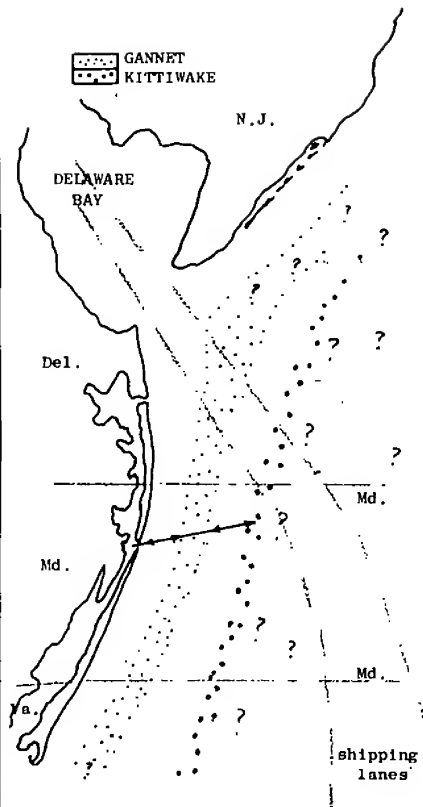 GANNET
KITTIWAKE
N.J.
DELAWARE
BAY
?
?
?
?
?
?
?
?
Del.
?
?
Md.
?
Md.
?
?
Md.
Va.
?
shipping
lanes